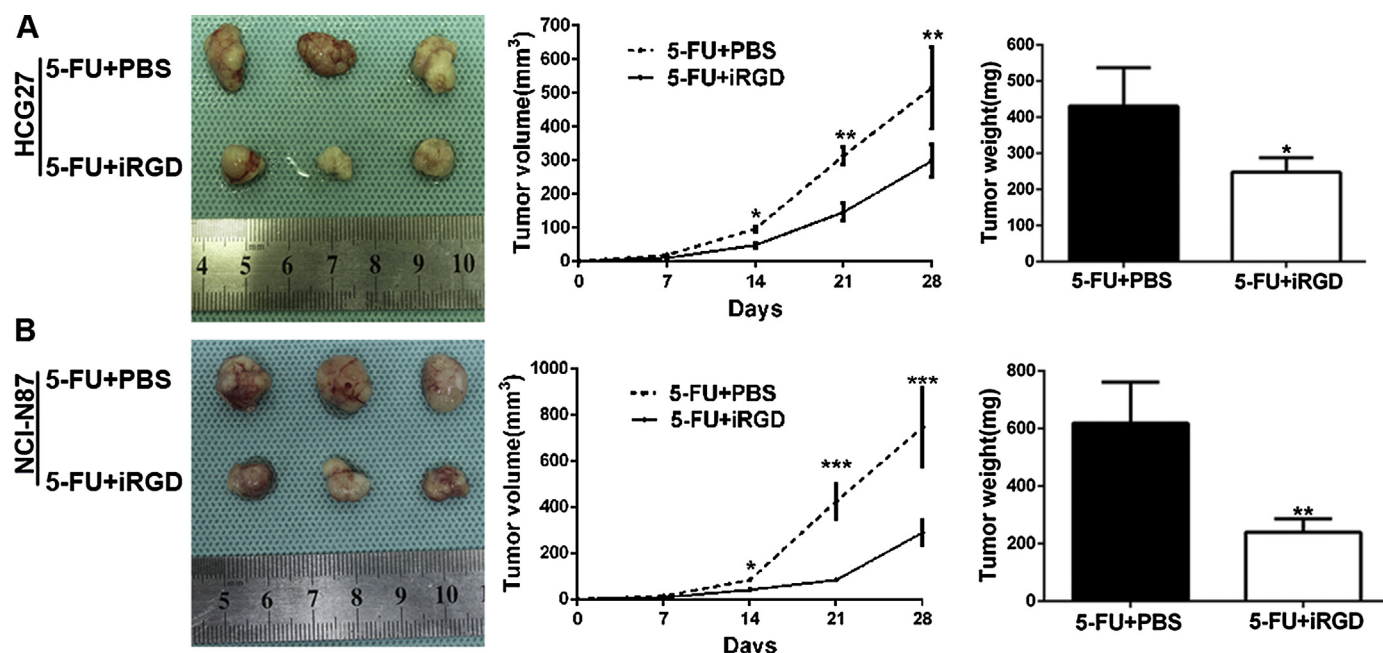 A
HCG27
5-FU+PBS
5-FU+iRGD
4 5 mm 6 7 8 9 10
Tumor volume(mm3)
700
600
500
400
300
200
100
0
5-FU+PBS
5-FU+iRGD
*
**
**
0 7 14 21 28
Days
Tumor weight(mg)
600
500
400
300
200
100
0
*
5-FU+PBS 5-FU+iRGD
B
NCI-N87
5-FU+PBS
5-FU+iRGD
mm
5 6 7 8 9 10
Tumor volume(mm3)
1000
800
600
400
200
0
5-FU+PBS
5-FU+iRGD
*
***
***
0 7 14 21 28
Days
Tumor weight(mg)
800
600
400
200
0
**
5-FU+PBS 5-FU+iRGD